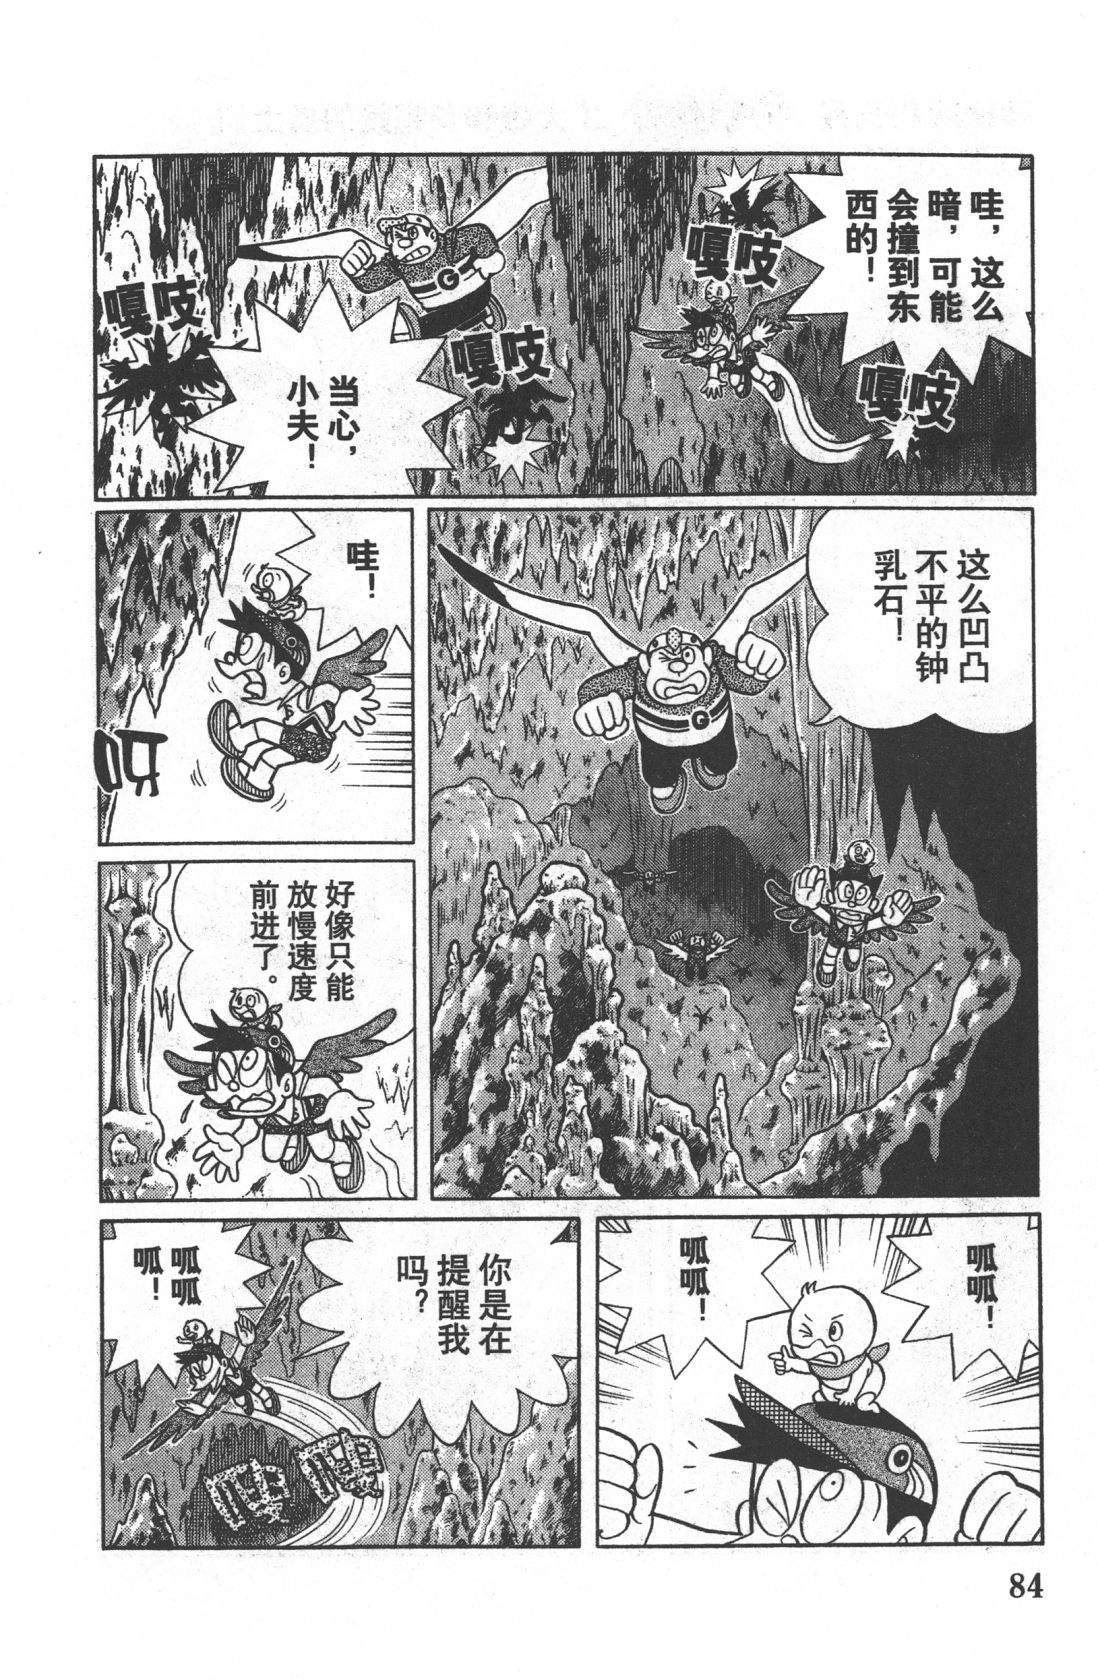 哇，这么
暗，可能
会撞到东
西的！
嘎吱
嘎吱
嘎吱
嘎吱
当心，
小夫！
G
这么凹凸
不平的钟
乳石！
G
哇！
好像只能
放慢速度
前进了。
呱呱！
呱呱！
你是在
提醒我
吗？
呱呱
呱！
84